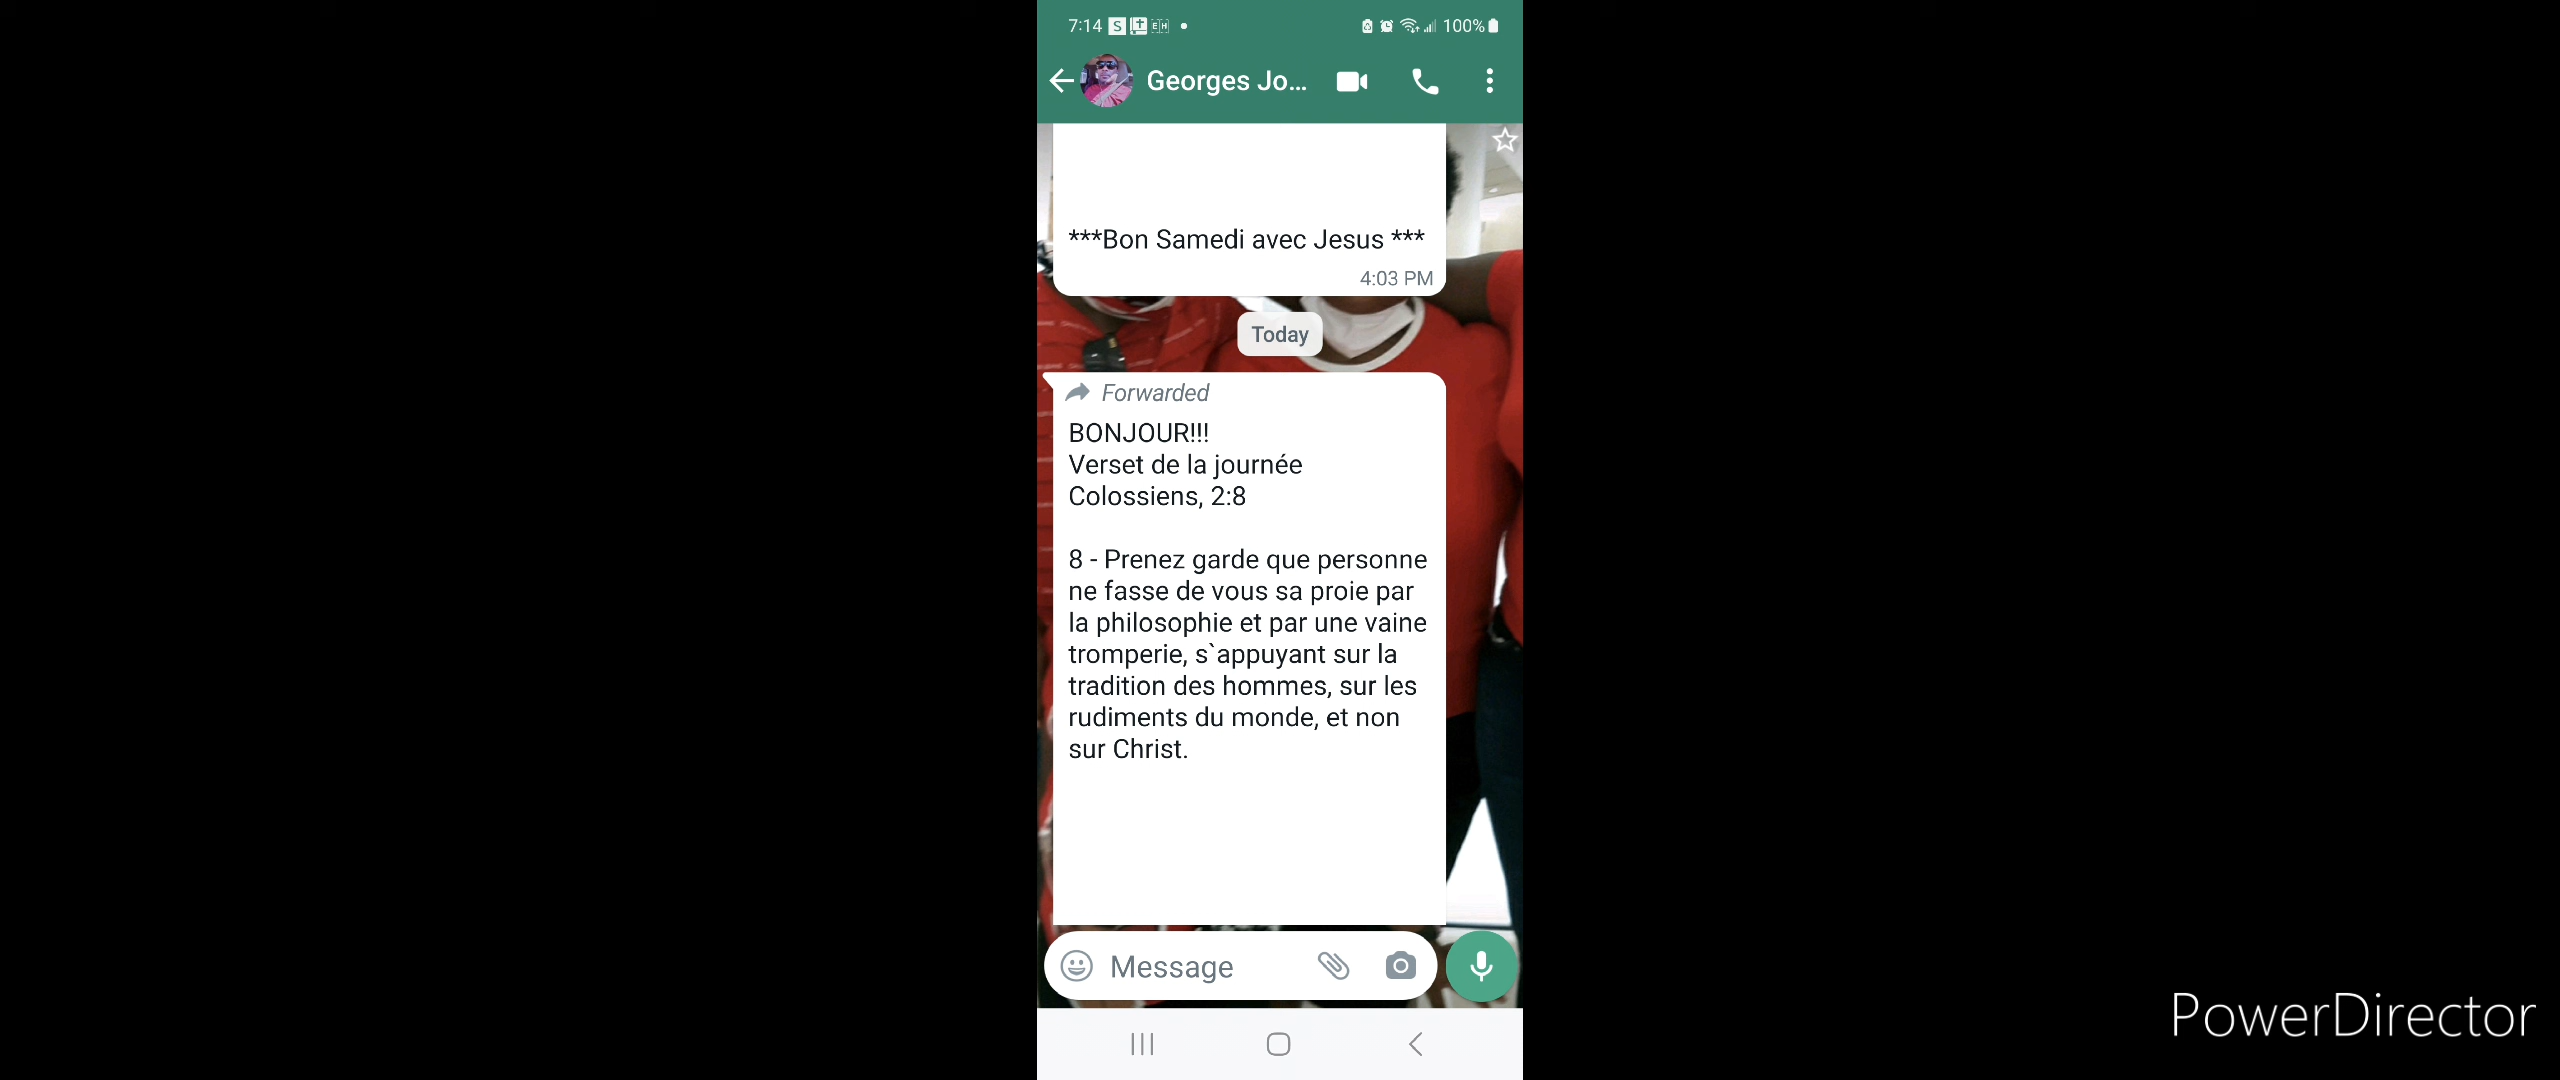 7:14 S EH 100%
Georges Jo...
***Bon Samedi avec Jesus ***
4:03 PM
Today
Forwarded
BONJOUR!!!
Verset de la journée
Colossiens, 2:8
8 - Prenez garde que personne
ne fasse de vous sa proie par
la philosophie et par une vaine
tromperie, s`appuyant sur la
tradition des hommes, sur les
rudiments du monde, et non
sur Christ.
Message
PowerDirector